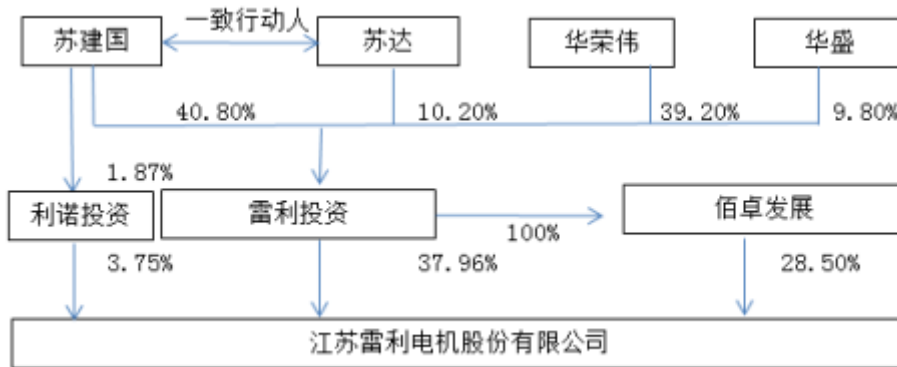 一致行动人
苏建国
苏达
华荣伟
华盛
40.80%
10.20%
39.20%
9.80%
1.87%
利诺投资
雷利投资
佰卓发展
100%
3.75%
37.96%
28.50%
江苏雷利电机股份有限公司